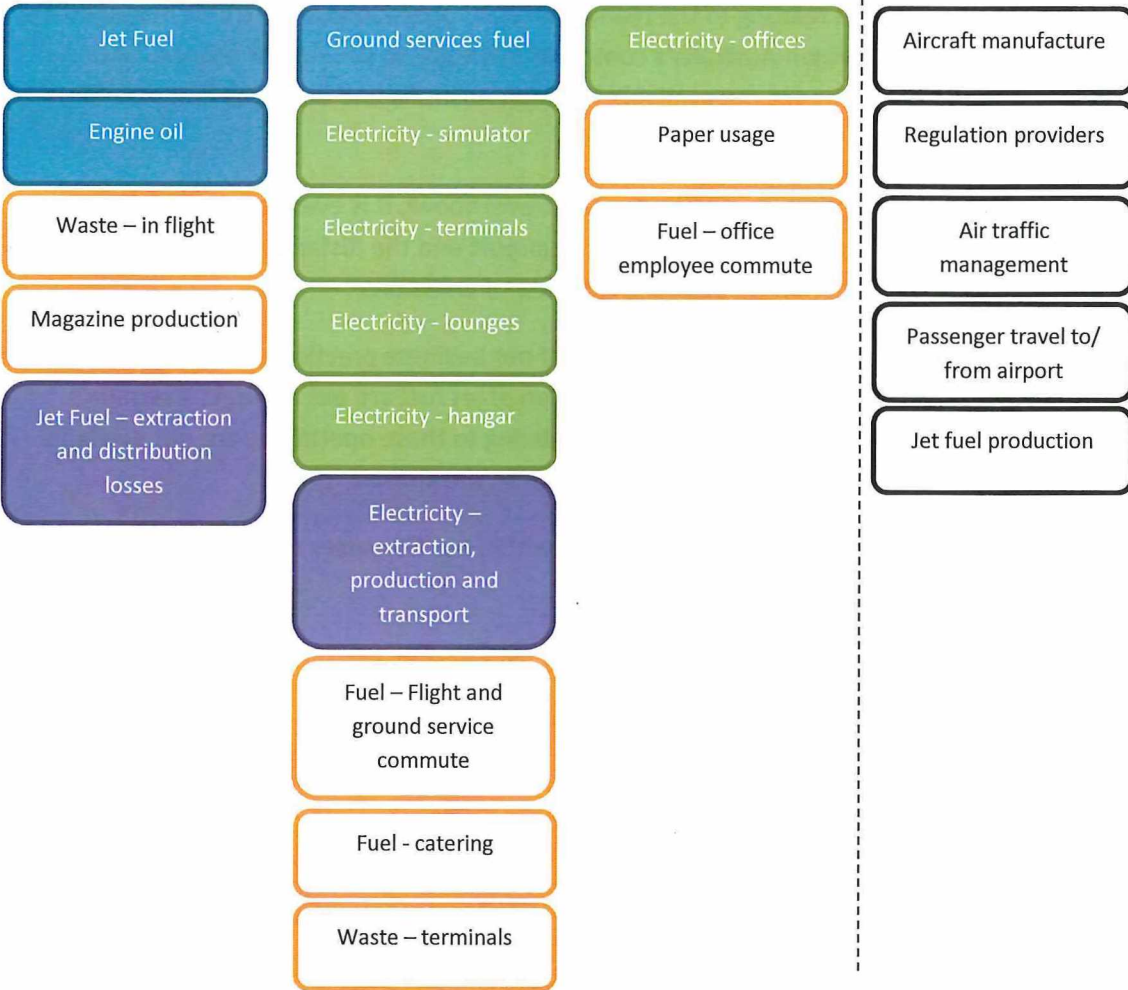 Jet Fuel
Engine oil
Waste – in flight
Magazine production
Jet Fuel – extraction
and distribution
losses
Ground services fuel
Electricity - simulator
Electricity - terminals
Electricity - lounges
Electricity - hangar
Electricity –
extraction,
production and
transport
Fuel – Flight and
ground service
commute
Fuel - catering
Waste – terminals
Electricity - offices
Paper usage
Fuel – office
employee commute
Aircraft manufacture
Regulation providers
Air traffic
management
Passenger travel to/
from airport
Jet fuel production